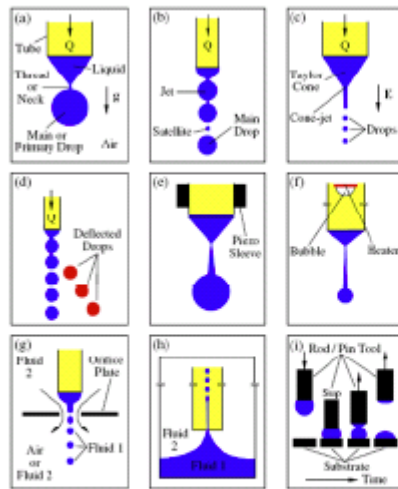 (a)
Q
Tube
Liquid
Thread
or
Neck
g
Main or
Primary Drop
Air
(b)
Q
Jet
Main
Drop
Satellite
(c)
Q
Taylor
Cone
E
Cone-jet
Drops
(d)
Q
Deflected
Drops
(e)
Piezo
Sleeve
(f)
Bubble
Heater
(g)
Fluid
2
Orifice
Plate
Air
or
Fluid 2
Fluid 1
(h)
Fluid
2
Fluid 1
(i)
Rod / Pin Tool
Substrate
Time